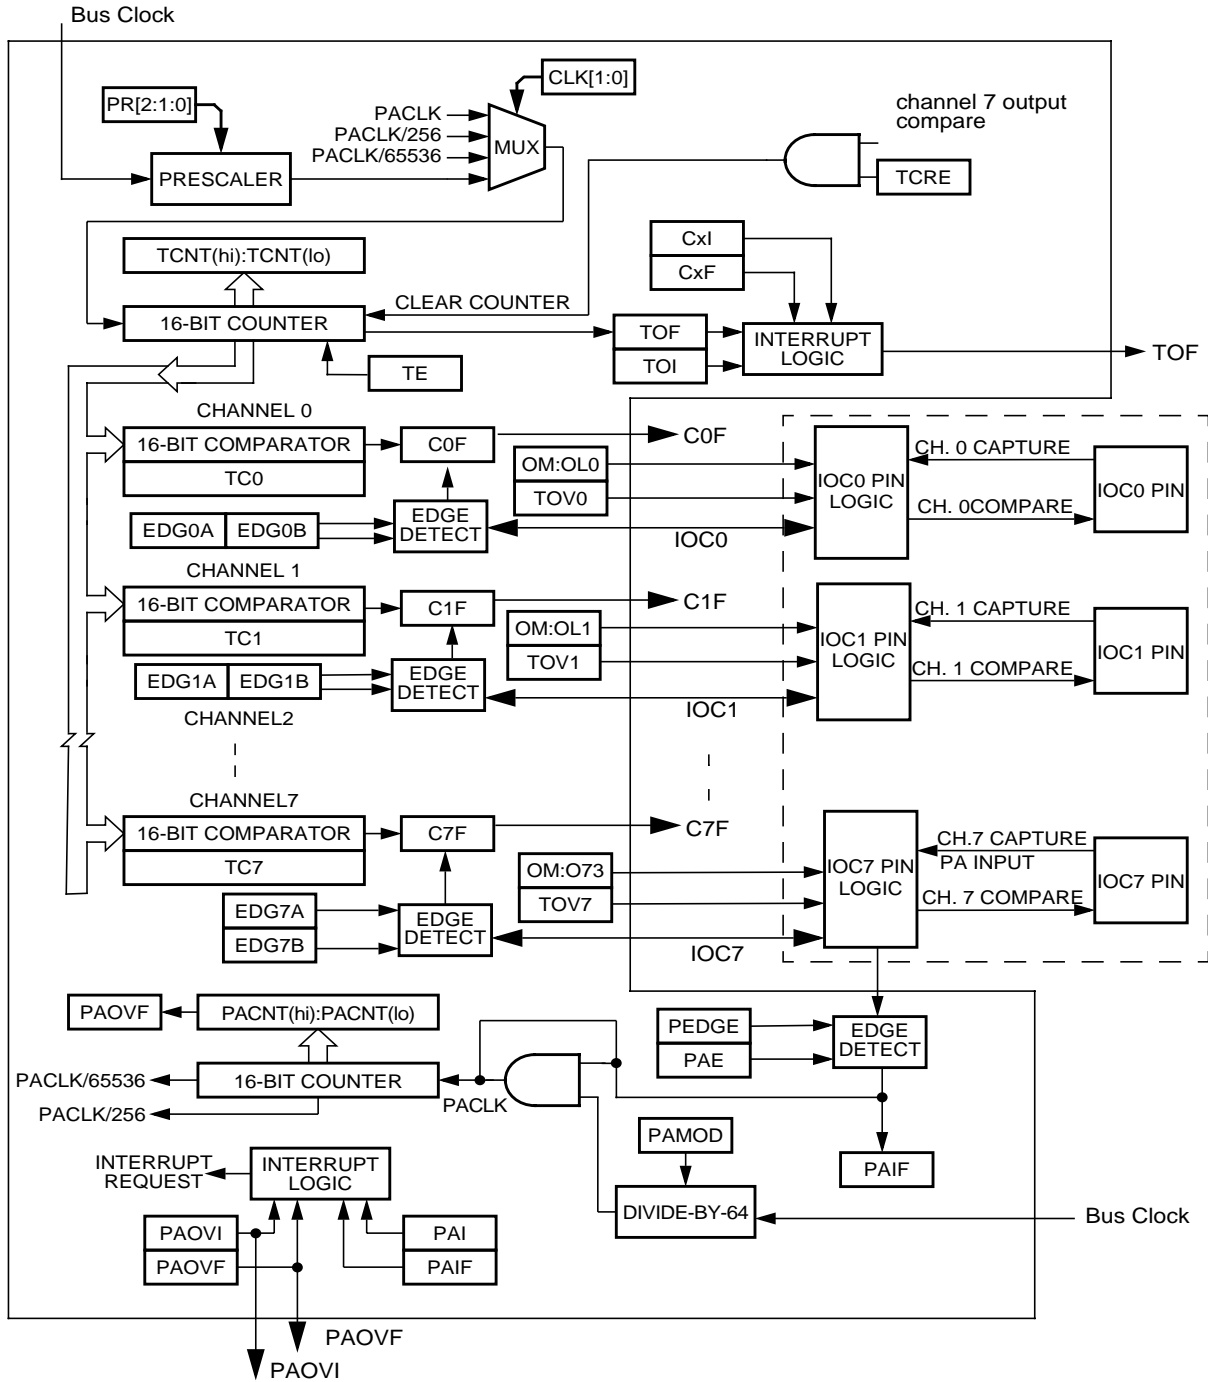 Bus Clock
PR[2:1:0]
CLK[1:0]
PACLK
PACLK/256
PACLK/65536
MUX
PRESCALER
channel 7 output
compare
TCRE
TCNT(hi):TCNT(lo)
CxI
CxF
CLEAR COUNTER
16-BIT COUNTER
TE
TOF
TOI
INTERRUPT
LOGIC
TOF
CHANNEL 0
16-BIT COMPARATOR
TC0
C0F
C0F
OM:OL0
TOV0
EDG0A
EDG0B
EDGE
DETECT
IOC0
IOC0 PIN
LOGIC
CH. 0 CAPTURE
CH. 0COMPARE
IOC0 PIN
CHANNEL 1
16-BIT COMPARATOR
TC1
C1F
C1F
OM:OL1
TOV1
EDG1A
EDG1B
EDGE
DETECT
IOC1
IOC1 PIN
LOGIC
CH. 1 CAPTURE
CH. 1 COMPARE
IOC1 PIN
CHANNEL2
CHANNEL7
16-BIT COMPARATOR
TC7
C7F
C7F
OM:O73
TOV7
EDG7A
EDG7B
EDGE
DETECT
IOC7
IOC7 PIN
LOGIC
CH.7 CAPTURE
PA INPUT
CH. 7 COMPARE
IOC7 PIN
PAOVF
PACNT(hi):PACNT(lo)
PEDGE
PAE
EDGE
DETECT
PACLK/65536
16-BIT COUNTER
PACLK
PACLK/256
PAMOD
PAIF
INTERRUPT
REQUEST
INTERRUPT
LOGIC
DIVIDE-BY-64
Bus Clock
PAOVI
PAOVF
PAI
PAIF
PAOVF
PAOVI